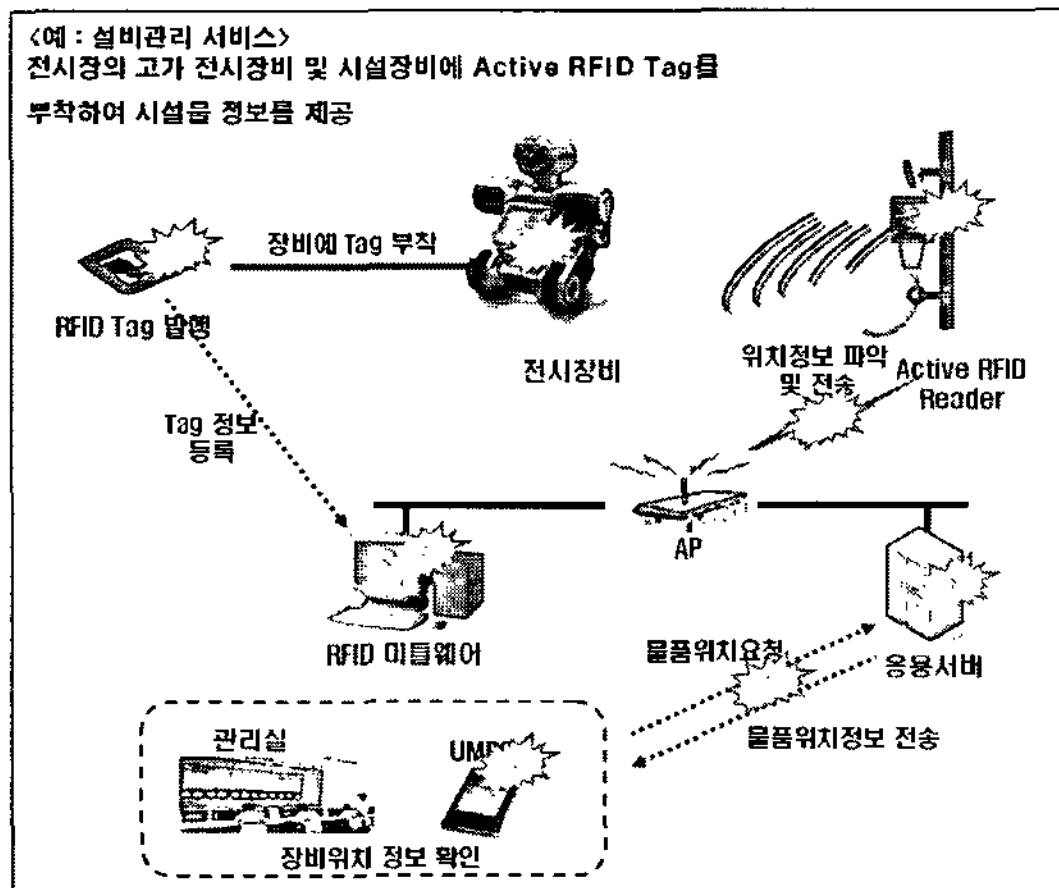 <예 : 설비관리 서비스>
전시장의 고가 전시장비 및 시설장비에 Active RFID Tag를
부착하여 시설물 정보를 제공
장비에 Tag 부착
RFID Tag 발행
전시장비
위치정보 파악
및 전송
Active RFID
Reader
Tag 정보
등록
AP
RFID 미들웨어
물품위치요청
응용서버
물품위치정보 전송
관리실
장비위치 정보 확인